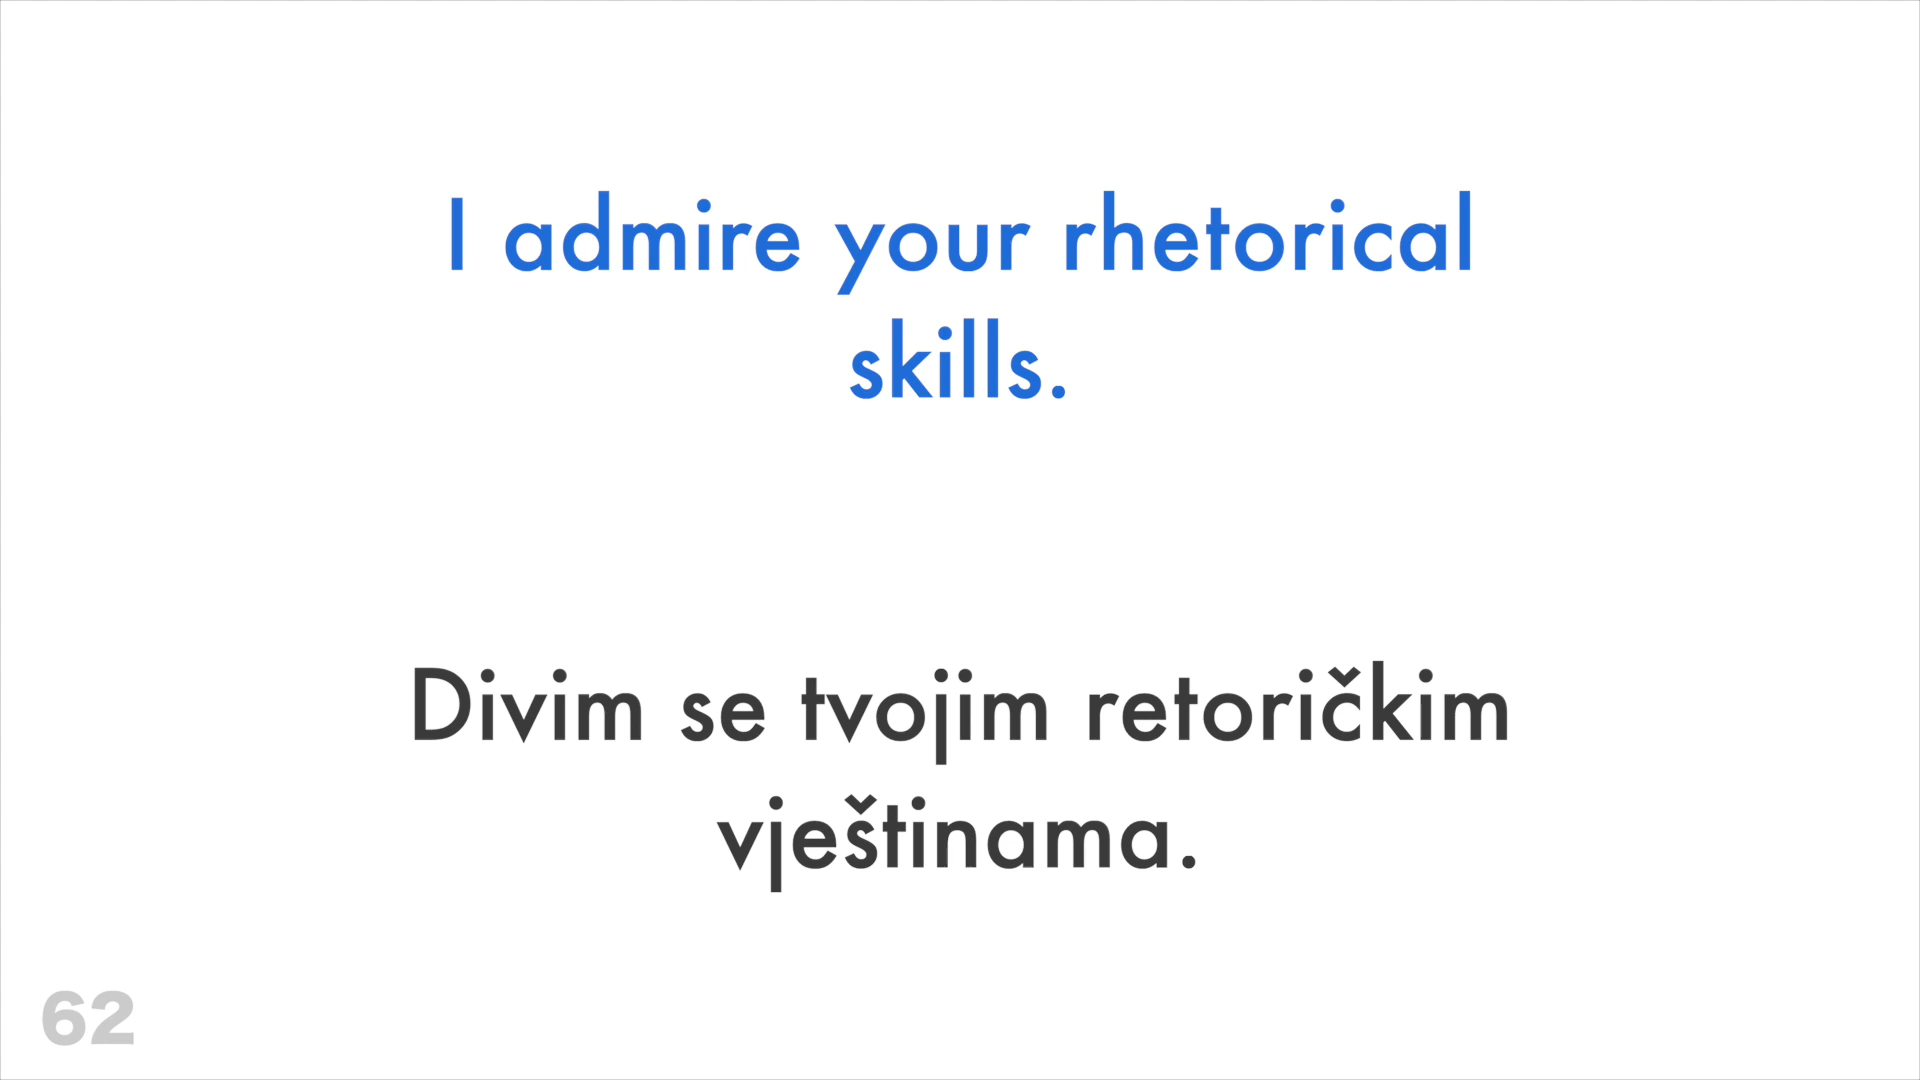 I admire your rhetorical
skills.
Divim se tvojim retoričkim
vještinama.
62